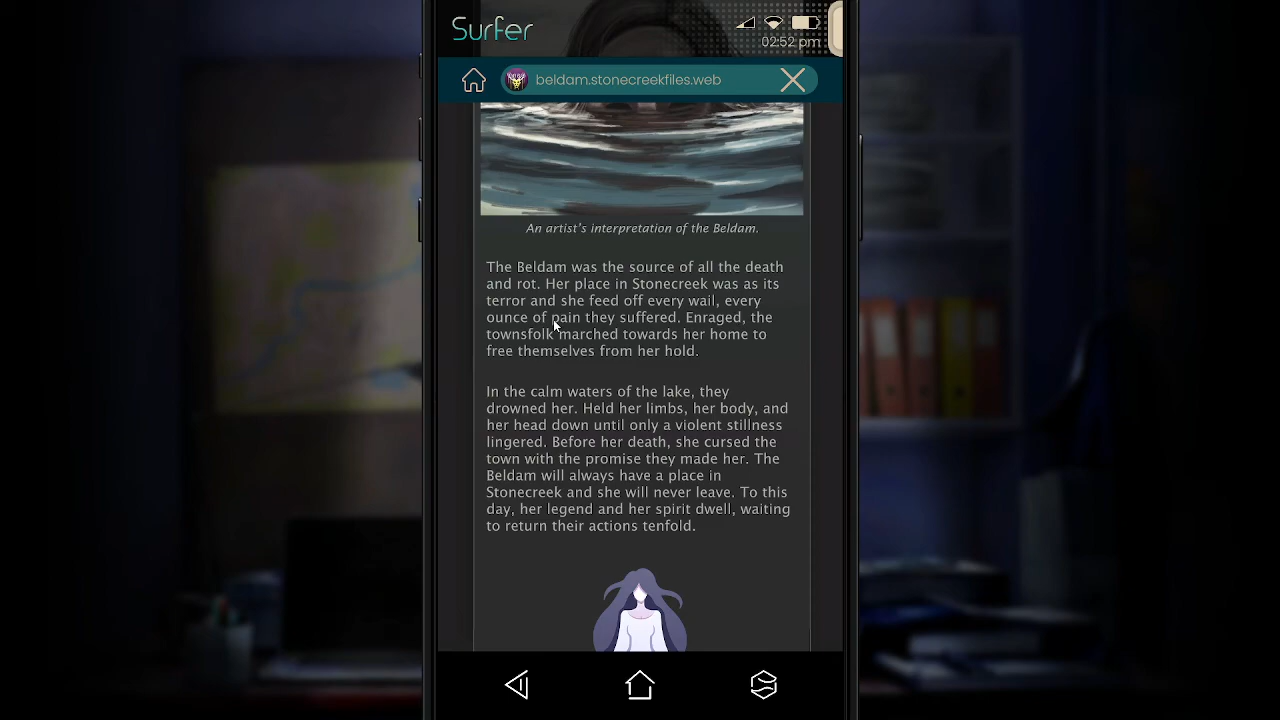 Surfer
02:52 pm
beldam.stonecreekfiles.web
An artist's interpretation of the Beldam.
The Beldam was the source of all the death
and rot. Her place in Stonecreek was as its
terror and she feed off every wail, every
ounce of pain they suffered. Enraged, the
townsfolk marched towards her home to
free themselves from her hold.
In the calm waters of the lake, they
drowned her. Held her limbs, her body, and
her head down until only a violent stillness
lingered. Before her death, she cursed the
town with the promise they made her. The
Beldam will always have a place in
Stonecreek and she will never leave. To this
day, her legend and her spirit dwell, waiting
to return their actions tenfold.